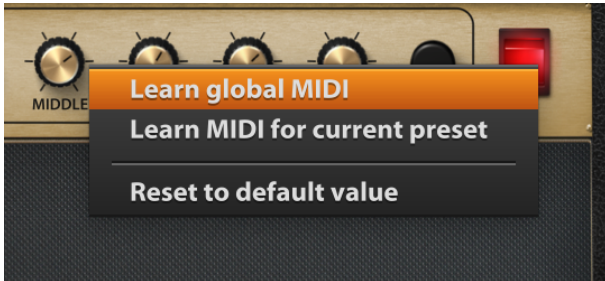 MIDDLE
Learn global MIDI
Learn MIDI for current preset
Reset to default value